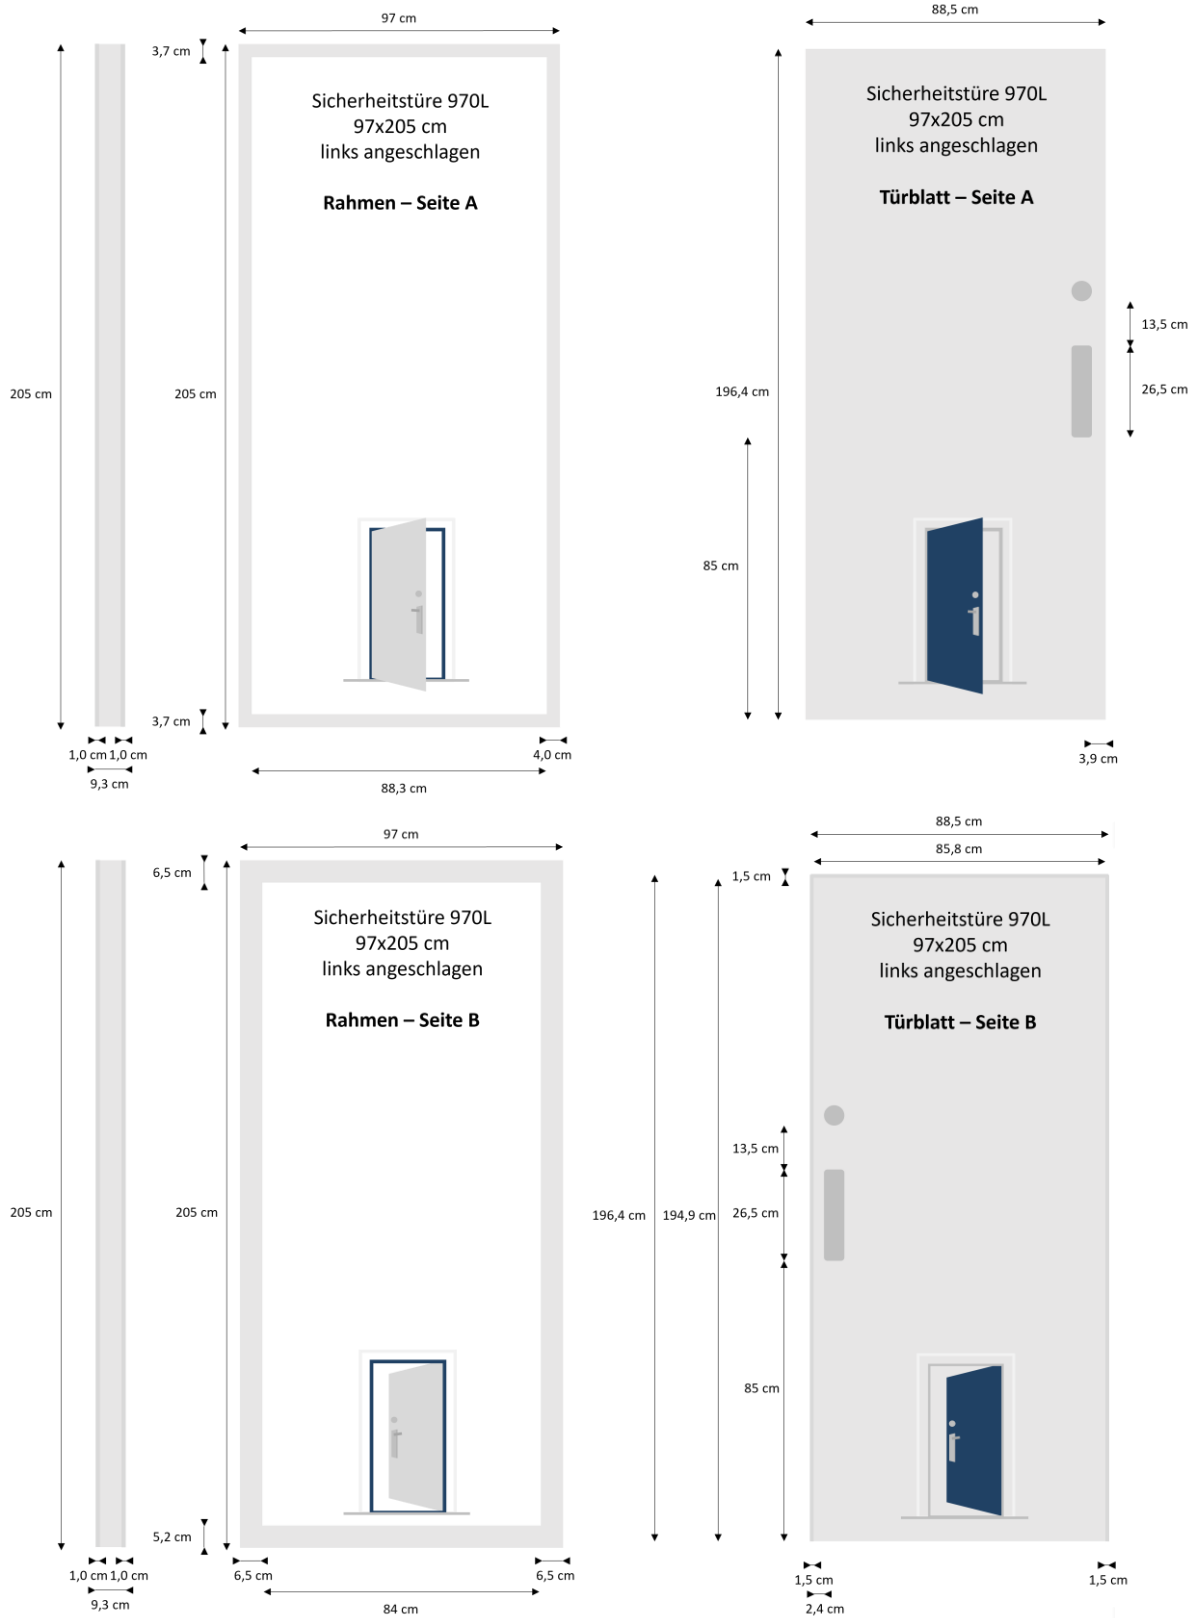 97 cm
3,7 cm
Sicherheitstüre 970L
97x205 cm
links angeschlagen
Rahmen – Seite A
205 cm
205 cm
3,7 cm
1,0 cm
1,0 cm
9,3 cm
4,0 cm
88,3 cm
88,5 cm
Sicherheitstüre 970L
97x205 cm
links angeschlagen
Türblatt – Seite A
13,5 cm
26,5 cm
196,4 cm
85 cm
3,9 cm
97 cm
6,5 cm
Sicherheitstüre 970L
97x205 cm
links angeschlagen
Rahmen – Seite B
205 cm
205 cm
5,2 cm
1,0 cm
1,0 cm
9,3 cm
6,5 cm
6,5 cm
84 cm
88,5 cm
85,8 cm
1,5 cm
Sicherheitstüre 970L
97x205 cm
links angeschlagen
Türblatt – Seite B
13,5 cm
196,4 cm
194,9 cm
26,5 cm
85 cm
1,5 cm
1,5 cm
2,4 cm